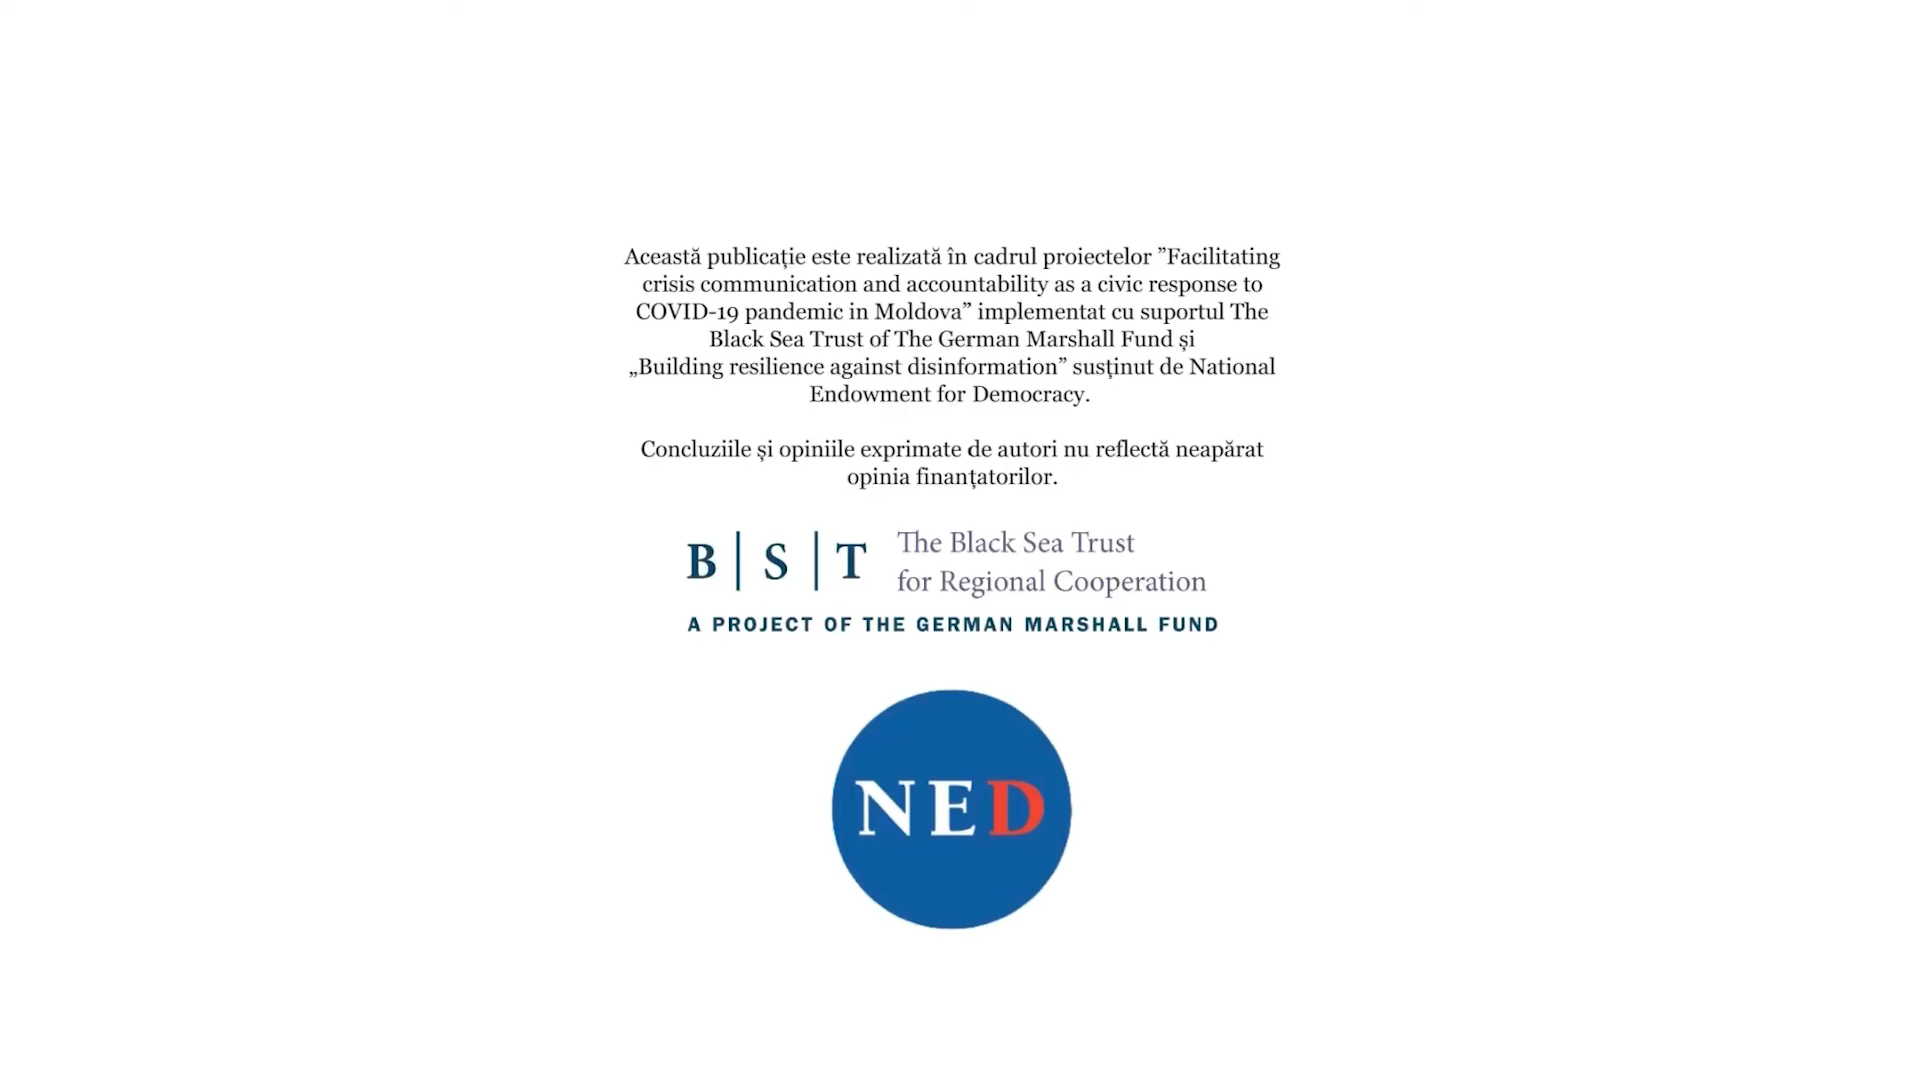 Această publicație este realizată în cadrul proiectelor ”Facilitating
crisis communication and accountability as a civic response to
COVID-19 pandemic in Moldova” implementat cu suportul The
Black Sea Trust of The German Marshall Fund și
„Building resilience against disinformation” susținut de National
Endowment for Democracy.
Concluziile și opiniile exprimate de autori nu reflectă neapărat
opinia finanțatorilor.
B|S|T
The Black Sea Trust
for Regional Cooperation
A PROJECT OF THE GERMAN MARSHALL FUND
NED